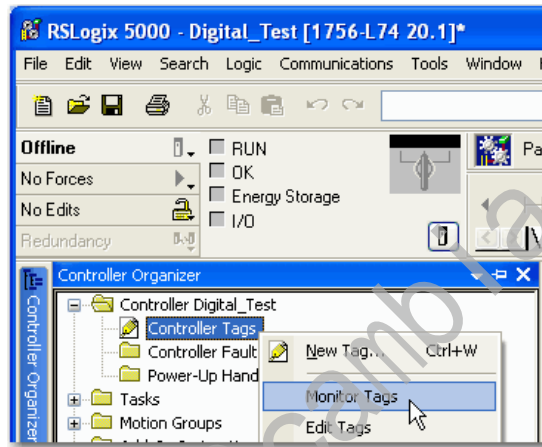 RSLogix 5000 - Digital_Test [1756-L74 20.1]*
File Edit View Search Logic Communications Tools Window
Offline
RUN
No Forces
OK
Energy Storage
No Edits
I/O
Redundancy
Controller Organizer
Controller Organizer
Controller Digital_Test
Controller Tags
Controller Fault
New Tag... Ctrl+W
Power-Up Hand
Tasks
Monitor Tags
Motion Groups
Edit Tags